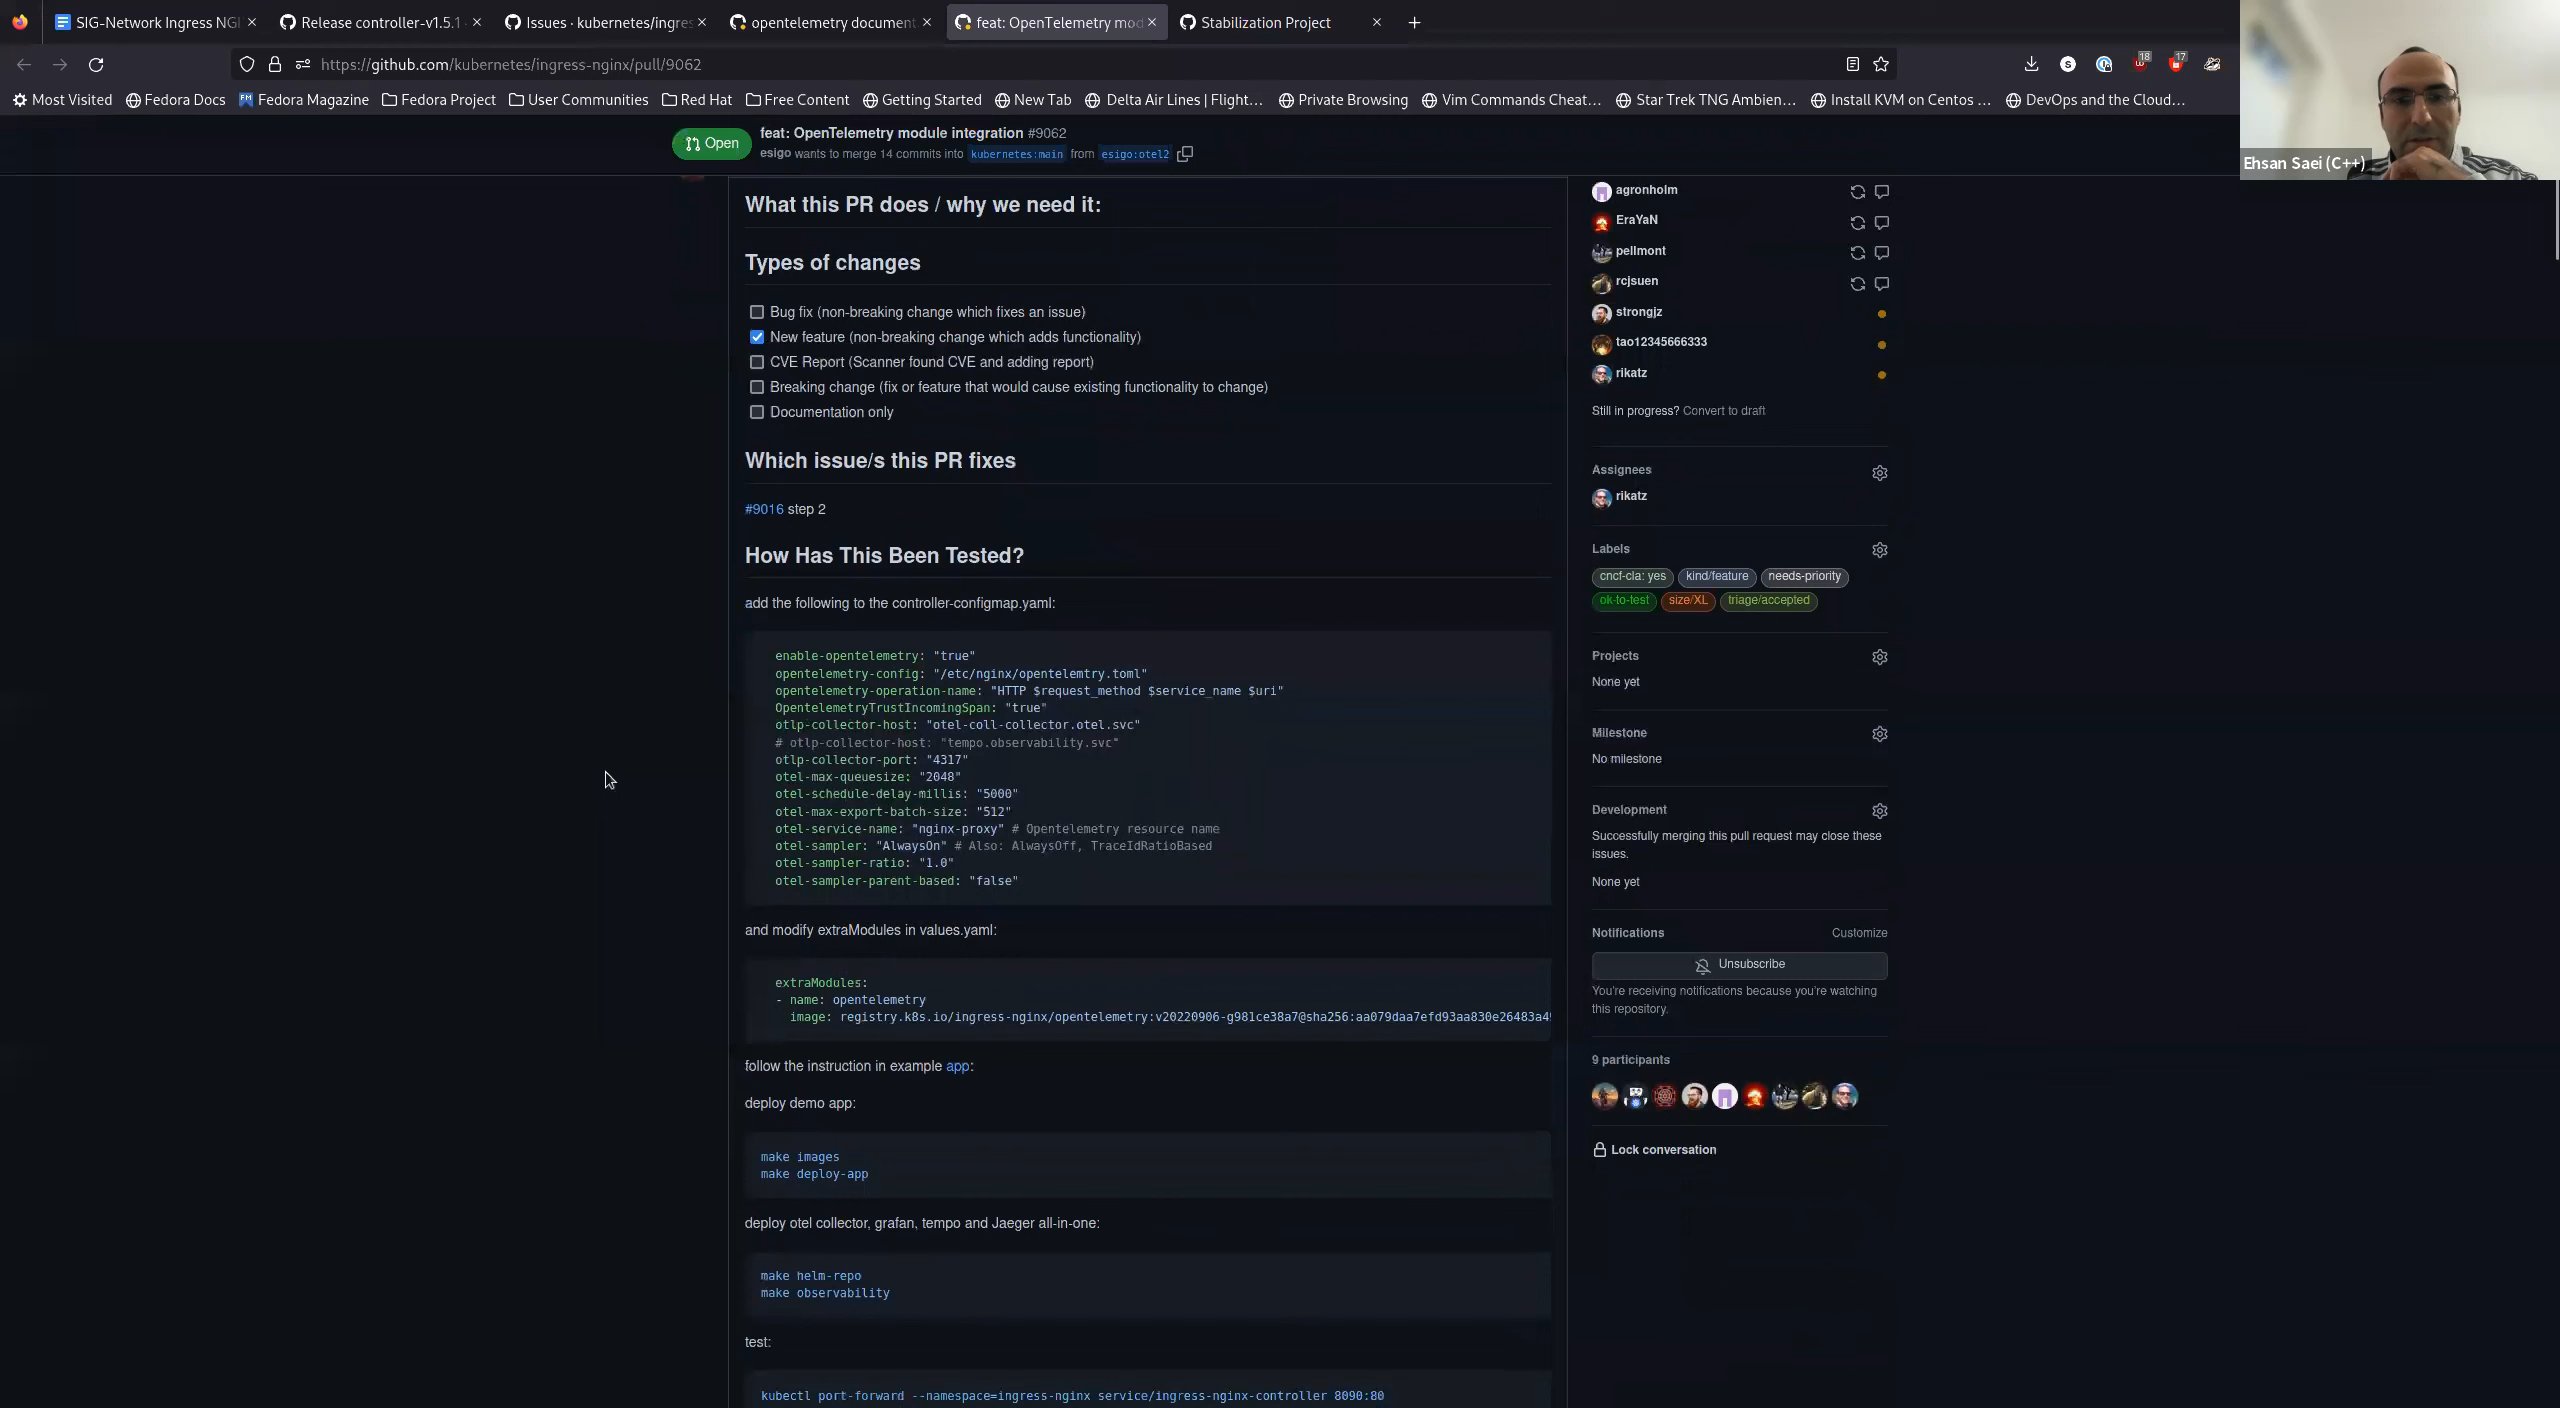 SIG-Network Ingress NGI
Release controller-v1.5.1 ·
Issues · kubernetes/ingres
opentelemetry document
feat: OpenTelemetry mod
Stabilization Project
https://github.com/kubernetes/ingress-nginx/pull/9062
18
17
Most Visited
Fedora Docs
Fedora Magazine
Fedora Project
User Communities
Red Hat
Free Content
Getting Started
New Tab
Delta Air Lines | Flight…
Private Browsing
Vim Commands Cheat…
Star Trek TNG Ambien…
Install KVM on Centos …
DevOps and the Cloud…
Ehsan Saei (C++)
Open
feat: OpenTelemetry module integration #9062
esigo wants to merge 14 commits into kubernetes:main from esigo:otel2
What this PR does / why we need it:
Types of changes
Bug fix (non-breaking change which fixes an issue)
New feature (non-breaking change which adds functionality)
CVE Report (Scanner found CVE and adding report)
Breaking change (fix or feature that would cause existing functionality to change)
Documentation only
Which issue/s this PR fixes
#9016 step 2
How Has This Been Tested?
add the following to the controller-configmap.yaml:
enable-opentelemetry: "true"
opentelemetry-config: "/etc/nginx/opentelemtry.toml"
opentelemetry-operation-name: "HTTP $request_method $service_name $uri"
OpentelemetryTrustIncomingSpan: "true"
otlp-collector-host: "otel-coll-collector.otel.svc"
# otlp-collector-host: "tempo.observability.svc"
otlp-collector-port: "4317"
otel-max-queuesize: "2048"
otel-schedule-delay-millis: "5000"
otel-max-export-batch-size: "512"
otel-service-name: "nginx-proxy" # Opentelemetry resource name
otel-sampler: "AlwaysOn" # Also: AlwaysOff, TraceIdRatioBased
otel-sampler-ratio: "1.0"
otel-sampler-parent-based: "false"
and modify extraModules in values.yaml:
extraModules:
- name: opentelemetry
image: registry.k8s.io/ingress-nginx/opentelemetry:v20220906-g981ce38a7@sha256:aa079daa7efd93aa830e26483a49
follow the instruction in example app:
deploy demo app:
make images
make deploy-app
deploy otel collector, grafan, tempo and Jaeger all-in-one:
make helm-repo
make observability
test:
kubectl port-forward --namespace=ingress-nginx service/ingress-nginx-controller 8090:80
agronholm
EraYaN
pellmont
rcjsuen
strongjz
tao12345666333
rikatz
Still in progress? Convert to draft
Assignees
rikatz
Labels
cncf-cla: yes
kind/feature
needs-priority
ok-to-test
size/XL
triage/accepted
Projects
None yet
Milestone
No milestone
Development
Successfully merging this pull request may close these
issues.
None yet
Notifications
Customize
Unsubscribe
You're receiving notifications because you're watching
this repository.
9 participants
Lock conversation